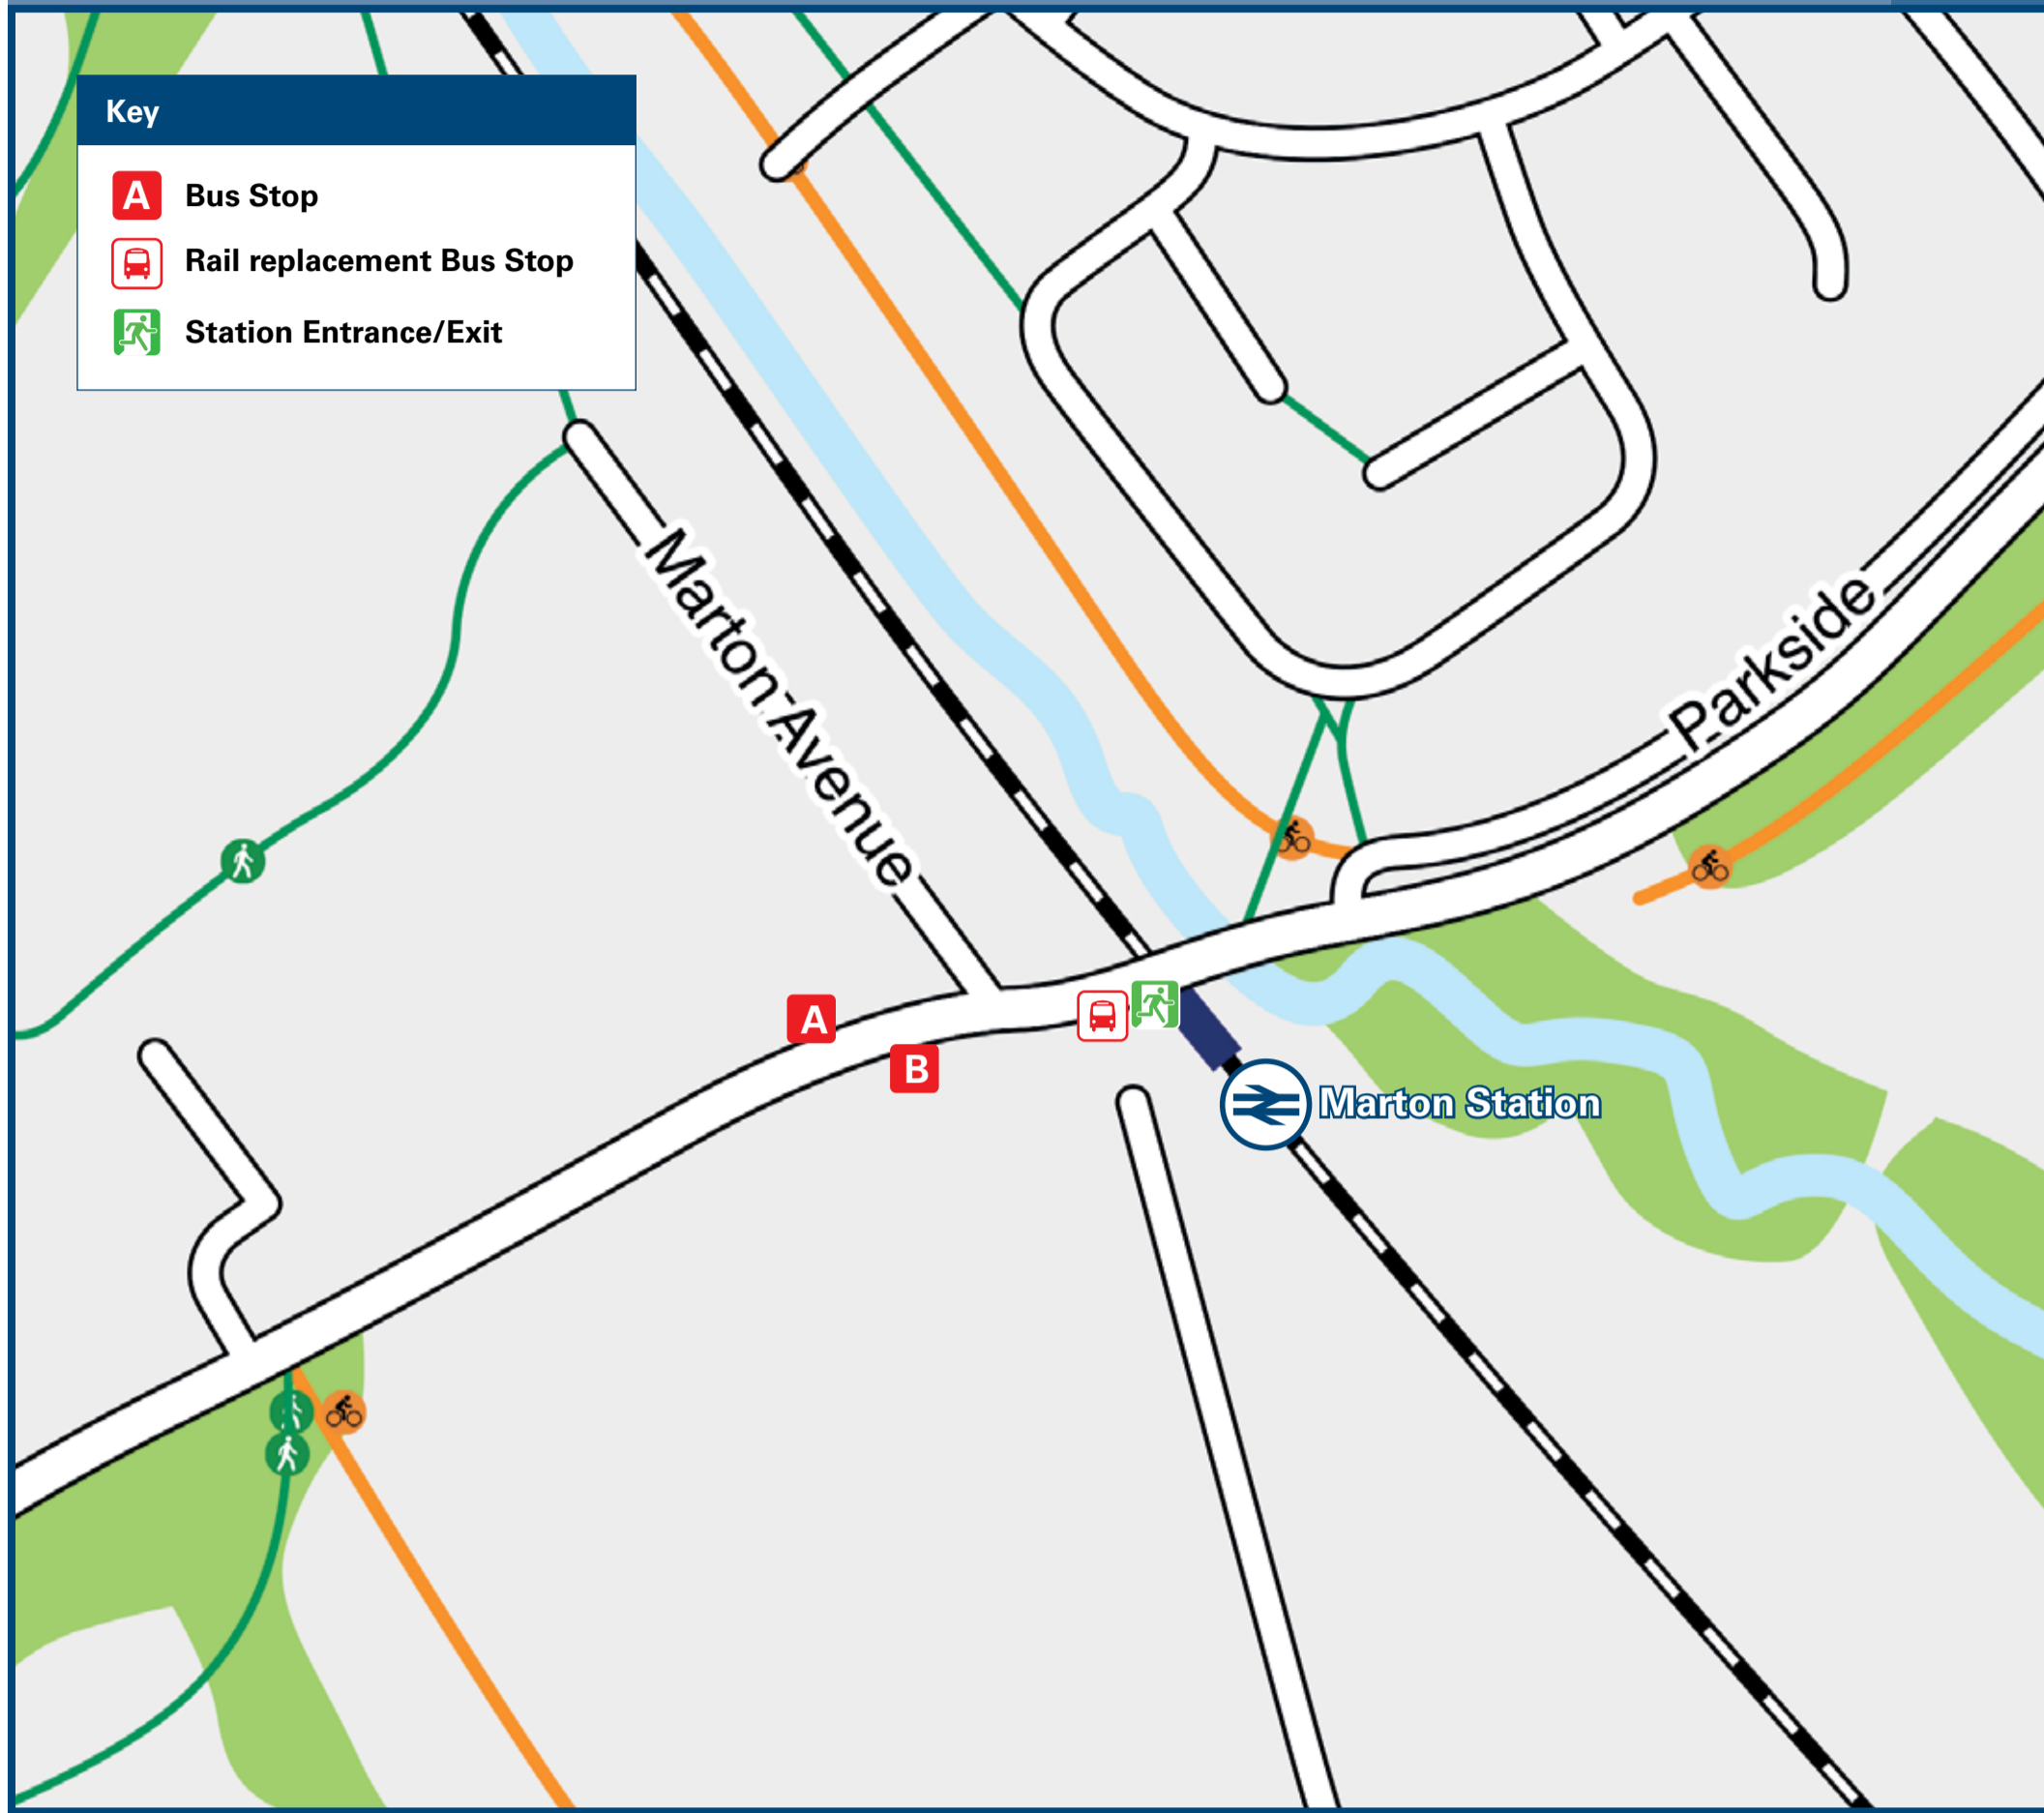 Key
A
Bus Stop
Rail replacement Bus Stop
Station Entrance/Exit
Marton Avenue
Parkside
A
B
Marton Station